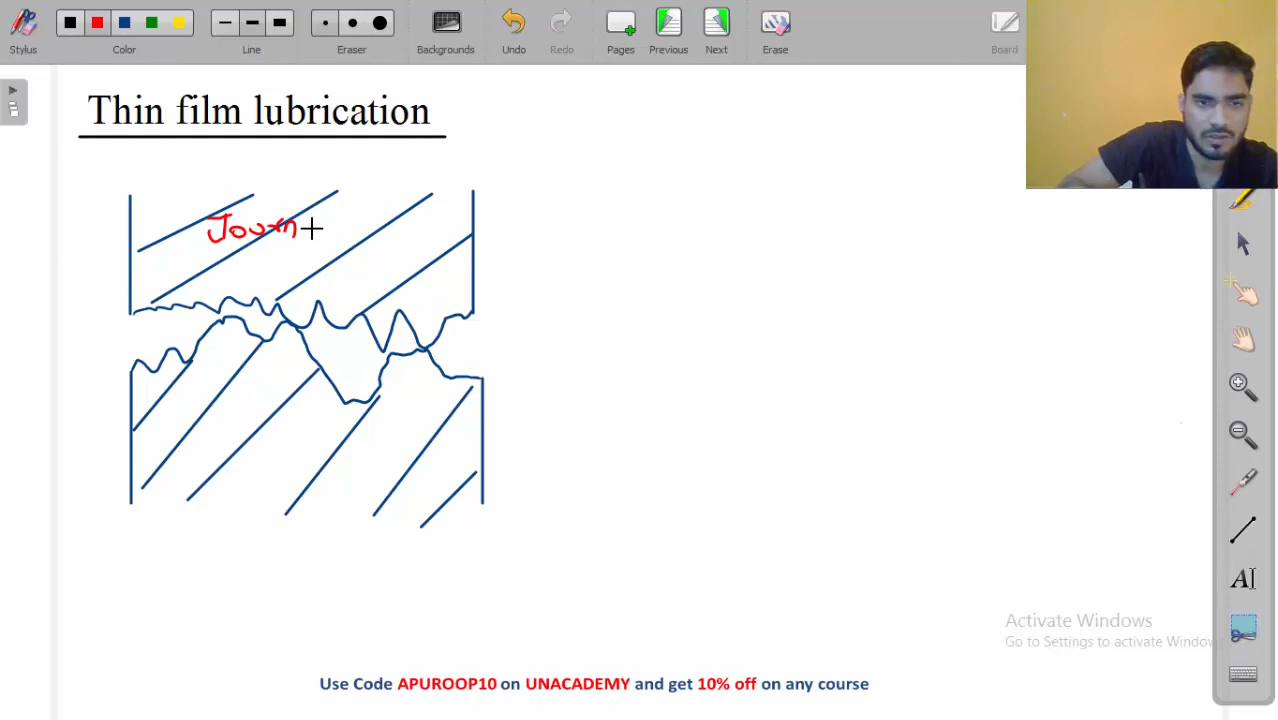 Stylus
Color
Line
Eraser
Backgrounds
Undo
Redo
Pages
Previous
Next
Erase
Board
Thin film lubrication
Journ
A
Activate Windows
Go to Settings to activate Windows
Use Code APUROOP10 on UNACADEMY and get 10% off on any course